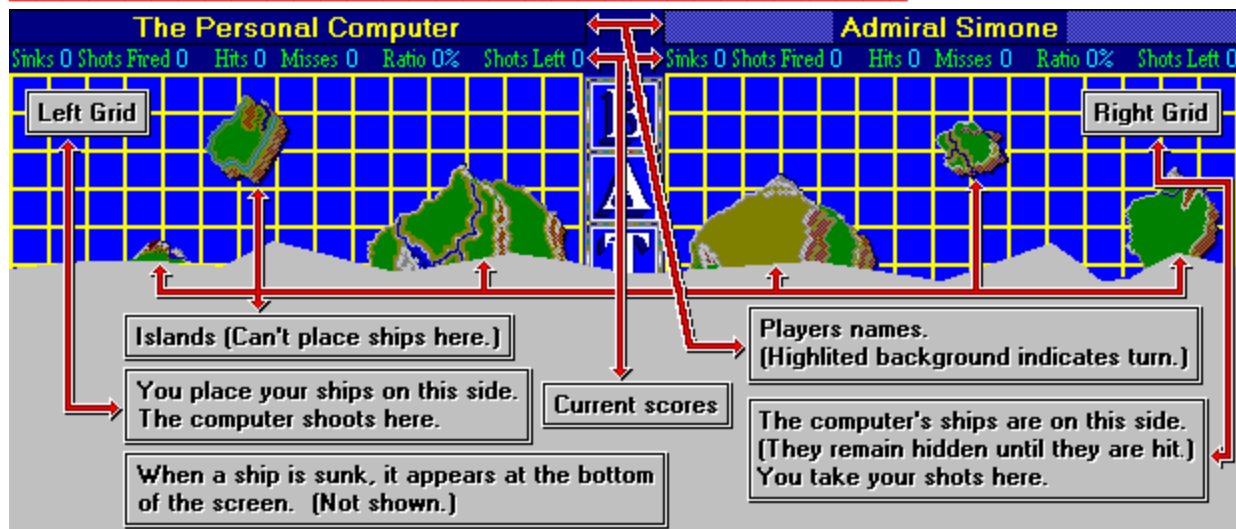 The Personal Computer
Admiral Simone
Sinks 0 Shots Fired 0 Hits 0 Misses 0 Ratio 0% Shots Left 0
Sinks 0 Shots Fired 0 Hits 0 Misses 0 Ratio 0% Shots Left 0
Left Grid
B
Right Grid
A
T
Islands (Can't place ships here.)
Players names.
(Highlited background indicates turn.)
You place your ships on this side.
The computer shoots here.
Current scores
The computer's ships are on this side.
(They remain hidden until they are hit.)
You take your shots here.
When a ship is sunk, it appears at the bottom
of the screen. (Not shown.)